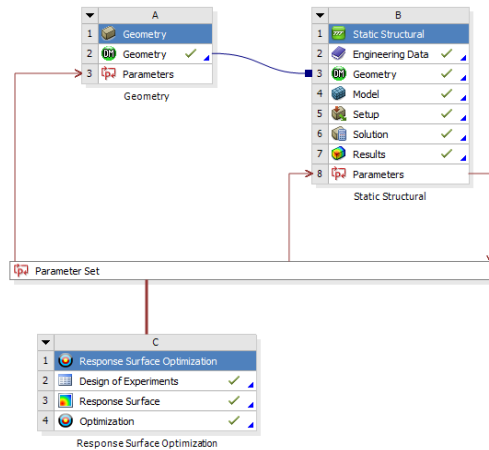 A
1 Geometry
2 Geometry
3 Parameters
Geometry
B
1 Static Structural
2 Engineering Data
3 Geometry
4 Model
5 Setup
6 Solution
7 Results
8 Parameters
Static Structural
Parameter Set
C
1 Response Surface Optimization
2 Design of Experiments
3 Response Surface
4 Optimization
Response Surface Optimization